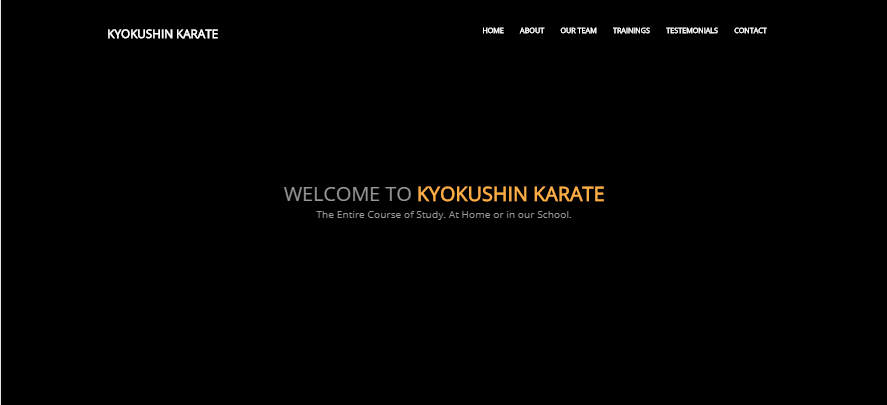 KYOKUSHIN KARATE
HOME ABOUT OUR TEAM TRAININGS TESTEMONIALS CONTACT
WELCOME TO KYOKUSHIN KARATE
The Entire Course of Study. At Home or in our School.